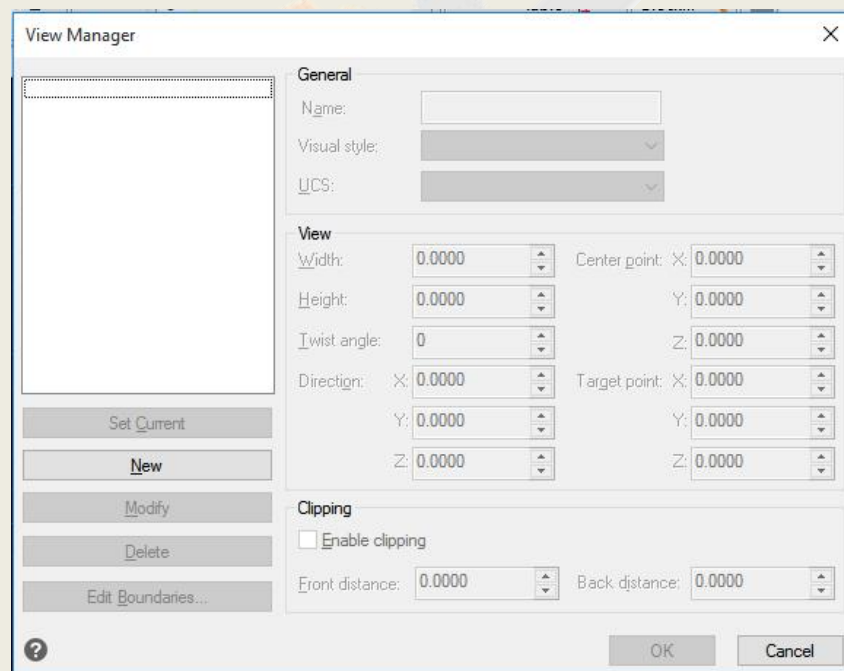 View Manager
General
Name:
Visual style:
UCS:
View
Width: 0.0000 Center point: X: 0.0000
Height: 0.0000 Y: 0.0000
Twist angle: 0 Z: 0.0000
Direction: X: 0.0000 Target point: X: 0.0000
Y: 0.0000 Y: 0.0000
Z: 0.0000 Z: 0.0000
Set Current
New
Modify
Delete
Edit Boundaries...
Clipping
Enable clipping
Front distance: 0.0000 Back distance: 0.0000
?
OK Cancel